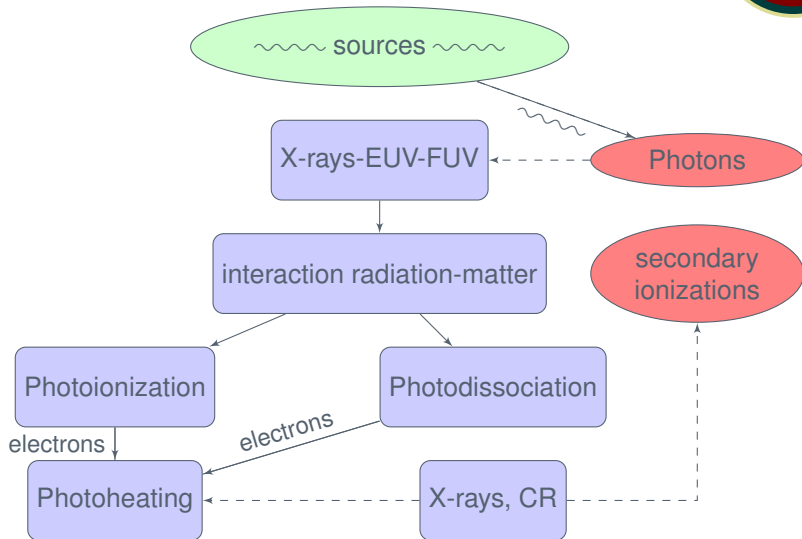 sources
Photons
X-rays-EUV-FUV
interaction radiation-matter
secondary
ionizations
Photoionization
Photodissociation
electrons
electrons
Photoheating
X-rays, CR